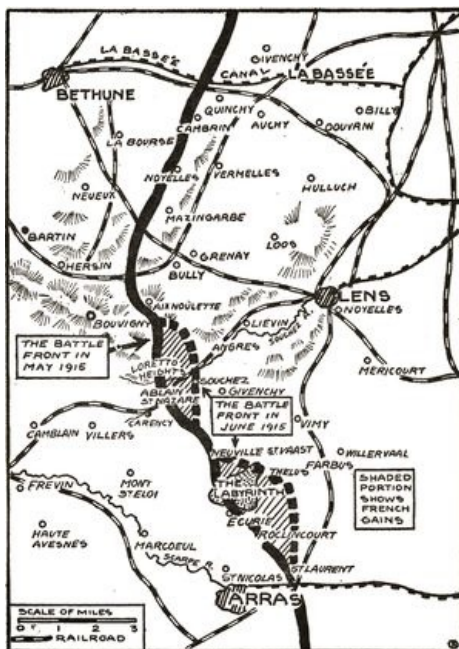 LA BASSÉE
GIVENCHY
CANAL
LA BASSÉE
BETHUNE
QUINCHY
CAMBRIN
AUCHY
DOUVRIN
BILLY
LA BOURSE
NOYELLES
VERMELLES
HULLUCH
NEUEUX
MAZINGARBE
BARTIN
LOOS
GRENAY
HERSIN
BULLY
AIX NOULETTE
LENS
NOYELLES
BOUVIGNY
LIEVIN
SOUCHEZ R.
ANGRES
THE BATTLE
FRONT IN
MAY 1915
MÉRICOURT
LORETTO
HEIGHTS
ABLAIN
ST NAZARE
SOUCHEZ
GIVENCHY
THE BATTLE
FRONT IN
JUNE 1915
CARENCY
CAMBLAIN
VILLERS
VIMY
NEUVILLE ST. VAAST
WILLERVAAL
THELUS
FARBUS
THE
LABYRINTH
SHADED
PORTION
SHOWS
FRENCH
GAINS
FREVIN
MONT
ST ELOI
ECURIE
ROCLINCOURT
HAUTE
AVESNES
MARCOEUL
SCARPE R.
ST LAURENT
ST NICOLAS
ARRAS
SCALE OF MILES
0 1 2 3
RAILROAD